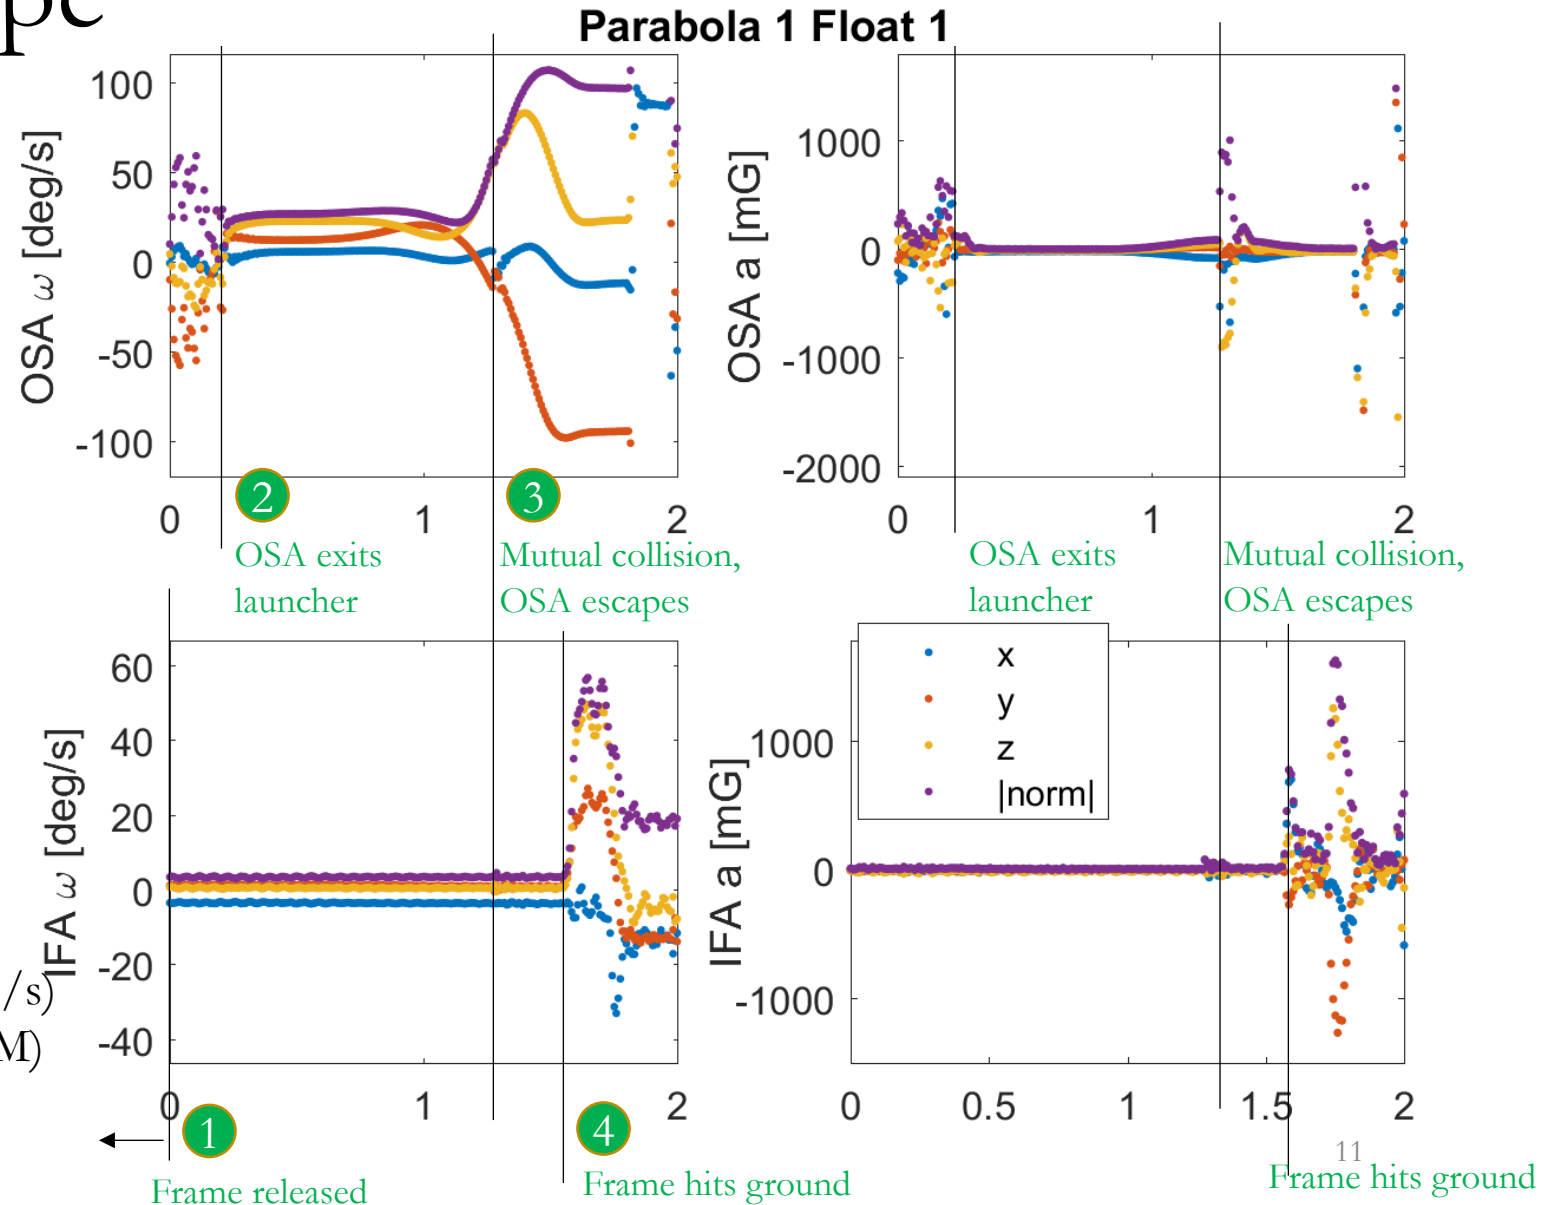 pc
Parabola 1 Float 1
OSA ω [deg/s]
100
50
0
-50
-100
0
1
2
2
OSA exits
launcher
3
Mutual collision,
OSA escapes
OSA a [mG]
1000
0
-1000
-2000
0
1
2
OSA exits
launcher
Mutual collision,
OSA escapes
IFA ω [deg/s]
60
40
20
0
-20
-40
0
1
2
/s)
M)
1
Frame released
4
Frame hits ground
IFA a [mG]
1000
0
-1000
0
0.5
1
1.5
2
x
y
z
|norm|
11
Frame hits ground